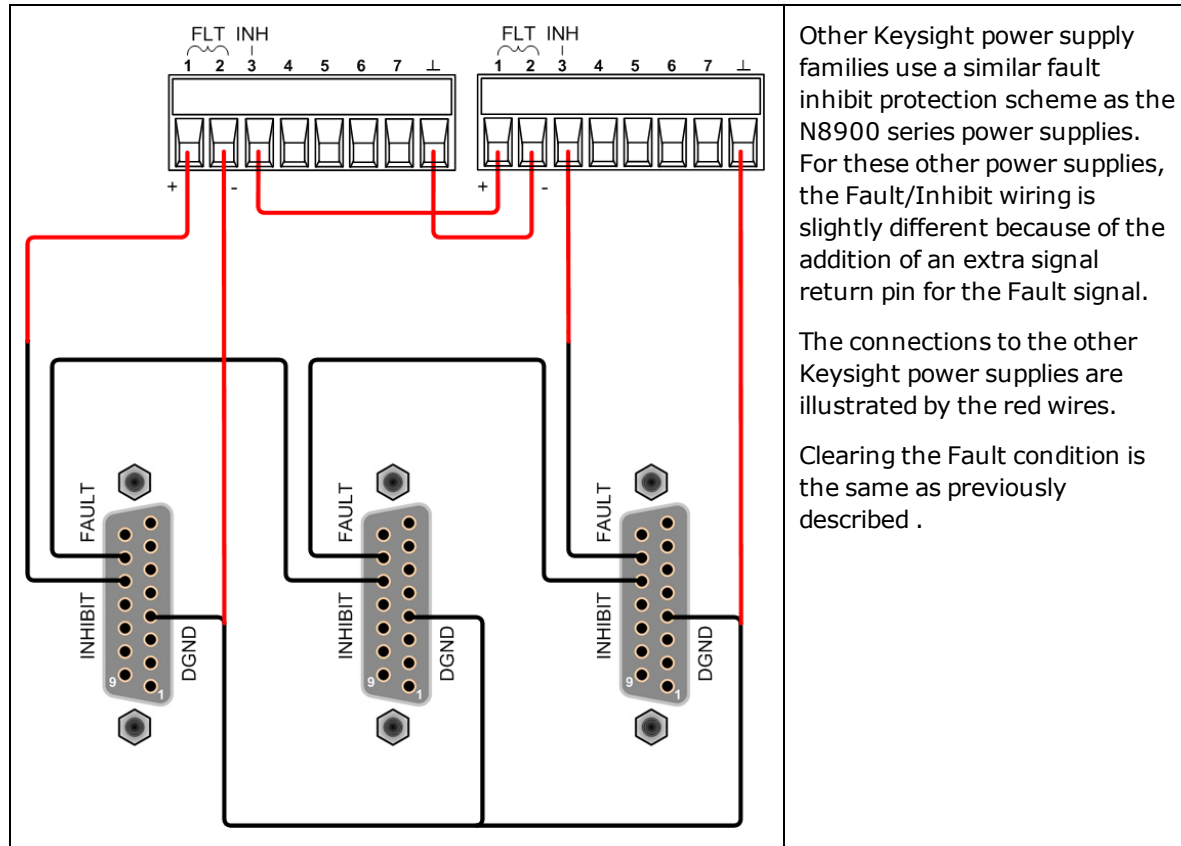 FLT INH
1 2 3 4 5 6 7 ⊥
+ -
FLT INH
1 2 3 4 5 6 7 ⊥
+ -
FAULT
INHIBIT
DGND
9
1
FAULT
INHIBIT
DGND
9
1
FAULT
INHIBIT
DGND
9
1
Other Keysight power supply
families use a similar fault
inhibit protection scheme as the
N8900 series power supplies.
For these other power supplies,
the Fault/Inhibit wiring is
slightly different because of the
addition of an extra signal
return pin for the Fault signal.
The connections to the other
Keysight power supplies are
illustrated by the red wires.
Clearing the Fault condition is
the same as previously
described .